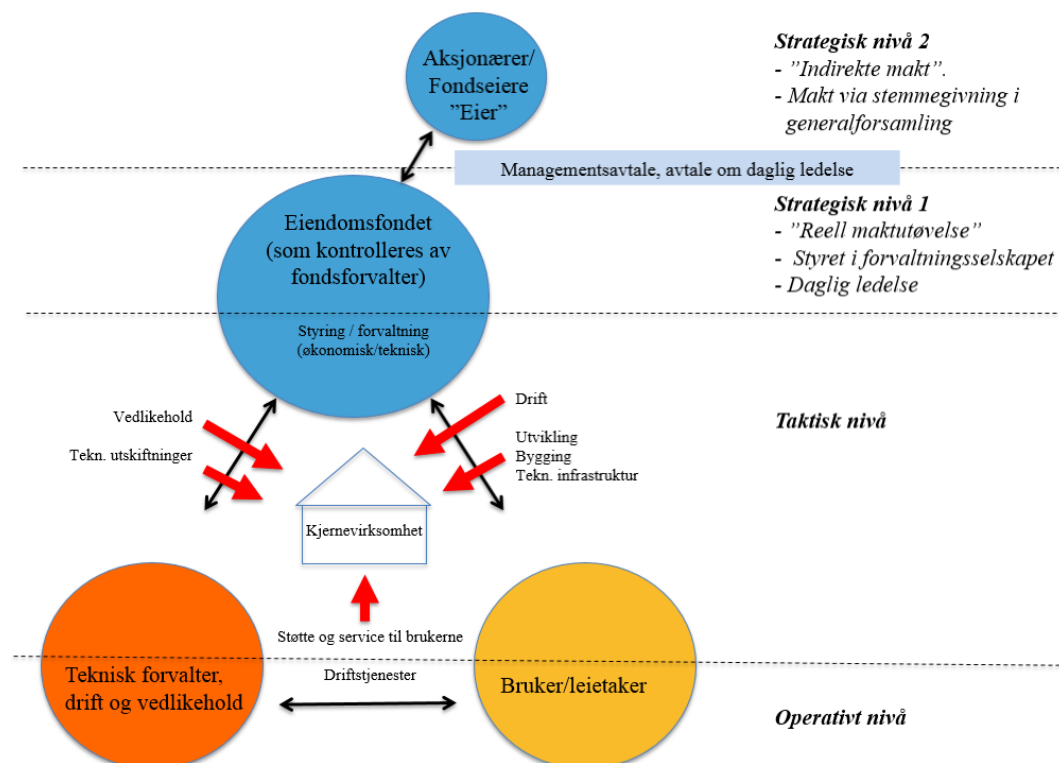 Aksjonærer/
Fondseiere
”Eier”
Strategisk nivå 2
- ”Indirekte makt”.
- Makt via stemmegivning i
generalforsamling
Managementsavtale, avtale om daglig ledelse
Eiendomsfondet
(som kontrolleres av
fondsforvalter)
Strategisk nivå 1
- ”Reell maktutøvelse”
- Styret i forvaltningsselskapet
- Daglig ledelse
Styring / forvaltning
(økonomisk/teknisk)
Vedlikehold
Tekn. utskiftninger
Drift
Utvikling
Bygging
Tekn. infrastruktur
Taktisk nivå
Kjernevirksomhet
Støtte og service til brukerne
Driftstjenester
Teknisk forvalter,
drift og vedlikehold
Bruker/leietaker
Operativt nivå